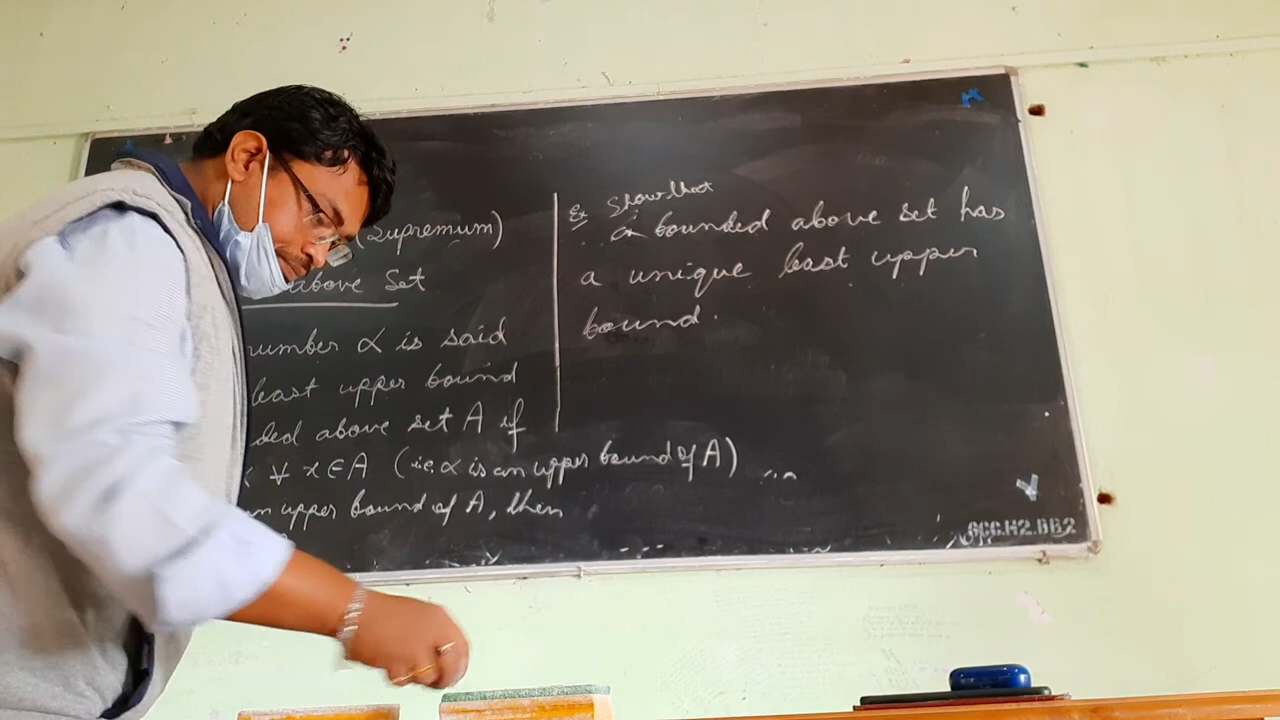 (Supremum)
above Set
number α is said
least upper bound
ded above set A if
∀ x ∈ A (i.e. α is an upper bound of A)
an upper bound of A, then
Ex Show that
a bounded above set has
a unique least upper
bound.
GCC.H2.BB2